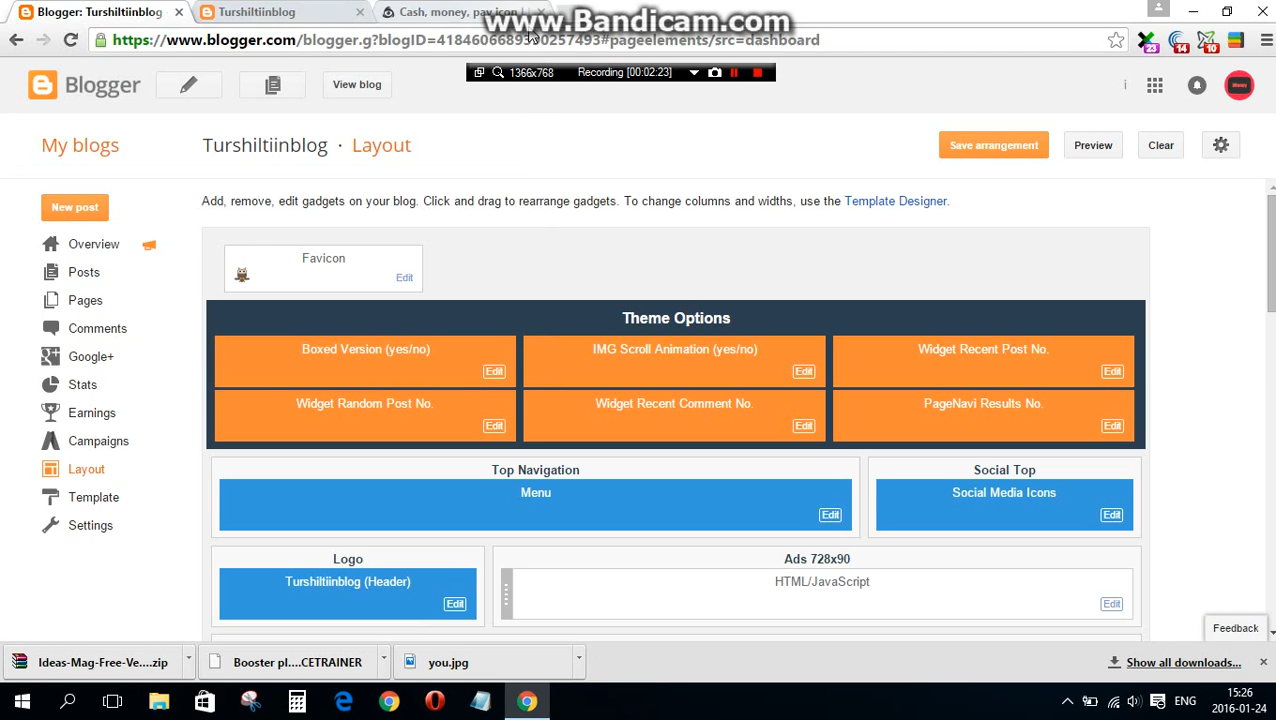 Blogger: Turshiltiinblog
Turshiltiinblog
Cash, money, pay icon
www.Bandicam.com
https://www.blogger.com/blogger.g?blogID=
#pageelements/src=dashboard
23
14
10
1366x768
Recording [00:02:23]
Blogger
View blog
My blogs
Turshiltiinblog · Layout
Save arrangement
Preview
Clear
New post
Add, remove, edit gadgets on your blog. Click and drag to rearrange gadgets. To change columns and widths, use the Template Designer.
Overview
Posts
Pages
Comments
Google+
Stats
Earnings
Campaigns
Layout
Template
Settings
Favicon
Edit
Theme Options
Boxed Version (yes/no)
Edit
IMG Scroll Animation (yes/no)
Edit
Widget Recent Post No.
Edit
Widget Random Post No.
Edit
Widget Recent Comment No.
Edit
PageNavi Results No.
Edit
Top Navigation
Menu
Edit
Social Top
Social Media Icons
Edit
Logo
Turshiltiinblog (Header)
Edit
Ads 728x90
HTML/JavaScript
Edit
Feedback
Ideas-Mag-Free-Ve....zip
Booster pl....CETRAINER
you.jpg
Show all downloads...
ENG
15:26
2016-01-24